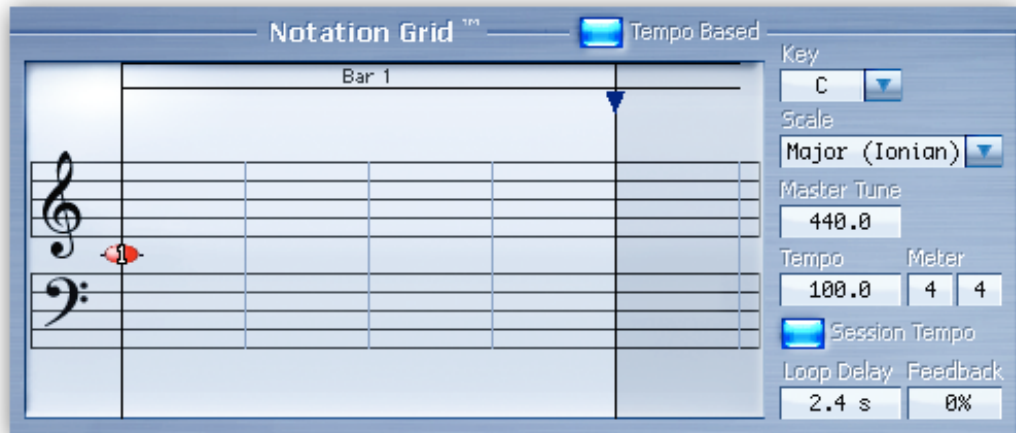 Notation Grid ™
Tempo Based
Bar 1
1
Key
C
Scale
Major (Ionian)
Master Tune
440.0
Tempo Meter
100.0 4 4
Session Tempo
Loop Delay Feedback
2.4 s 0%